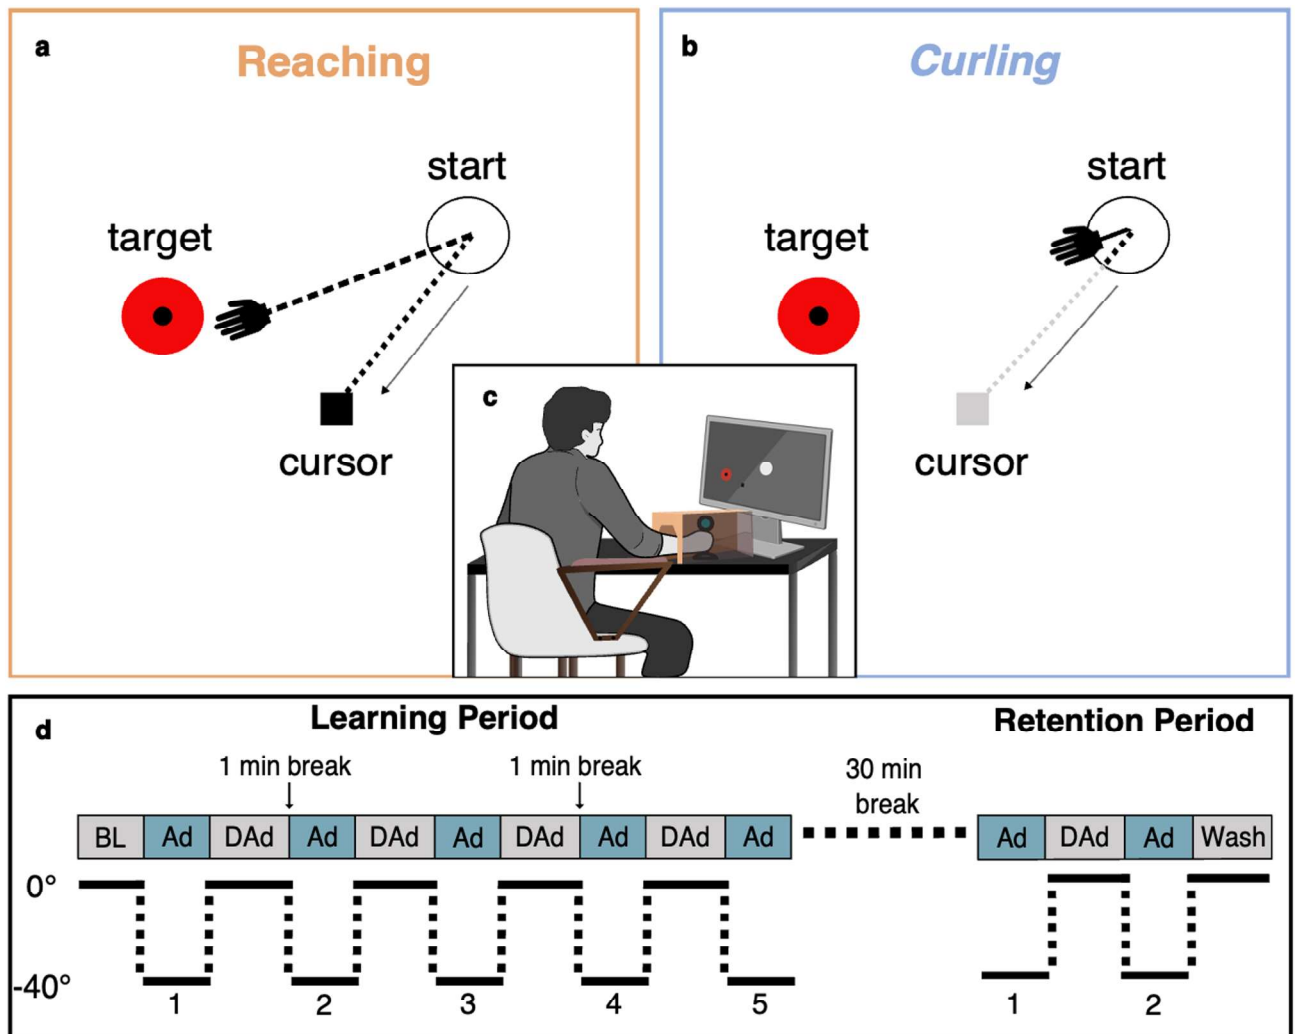 a
Reaching
start
target
cursor
b
Curling
start
target
cursor
c
d
Learning Period
Retention Period
1 min break
1 min break
30 min
break
BL Ad DAd Ad DAd Ad DAd Ad DAd Ad
Ad DAd Ad Wash
0°
-40°
1 2 3 4 5
1 2